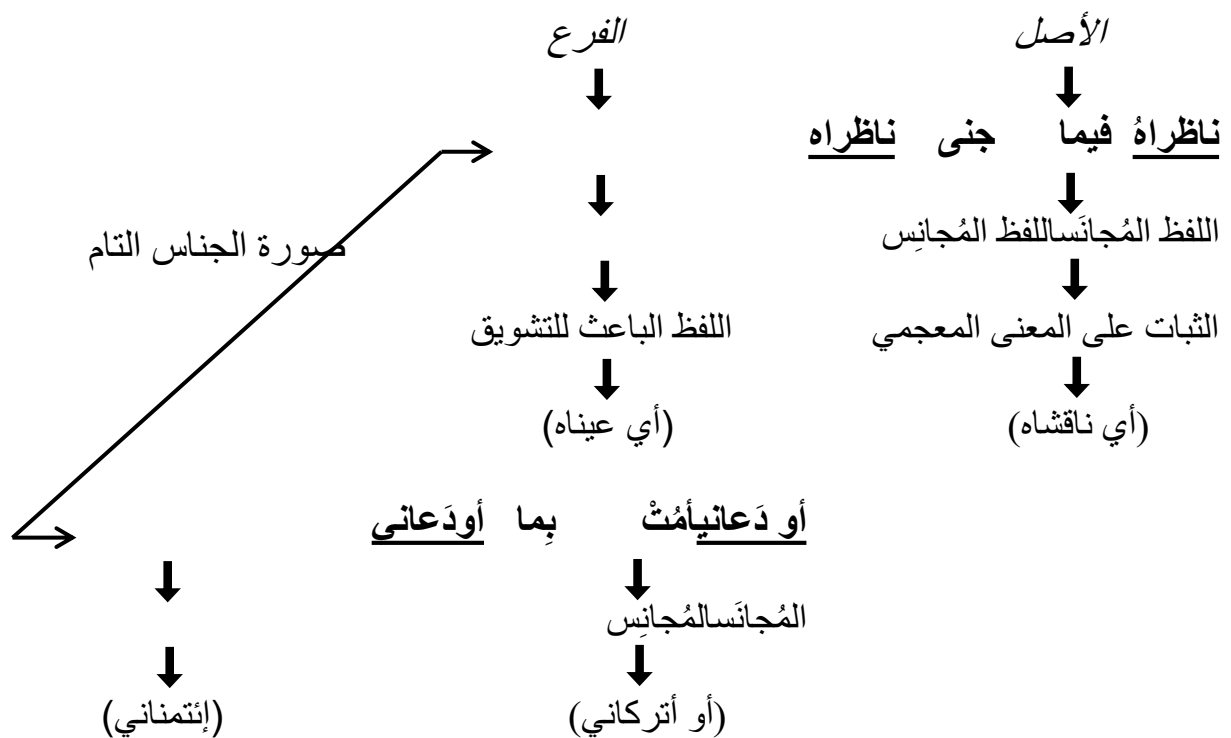 الأصل الفرع
ناظراهُ فيما جنى ناظراه
اللفظ المُجانَساللفظ المُجانِس
صورة الجناس التام
الثبات على المعنى المعجمي اللفظ الباعث للتشويق
(أي ناقشاه) (أي عيناه)
أو دَعانيأمُتْ بِما أودَعاني
المُجانَسالمُجانِس
(أو أتركاني) (إئتمناني)